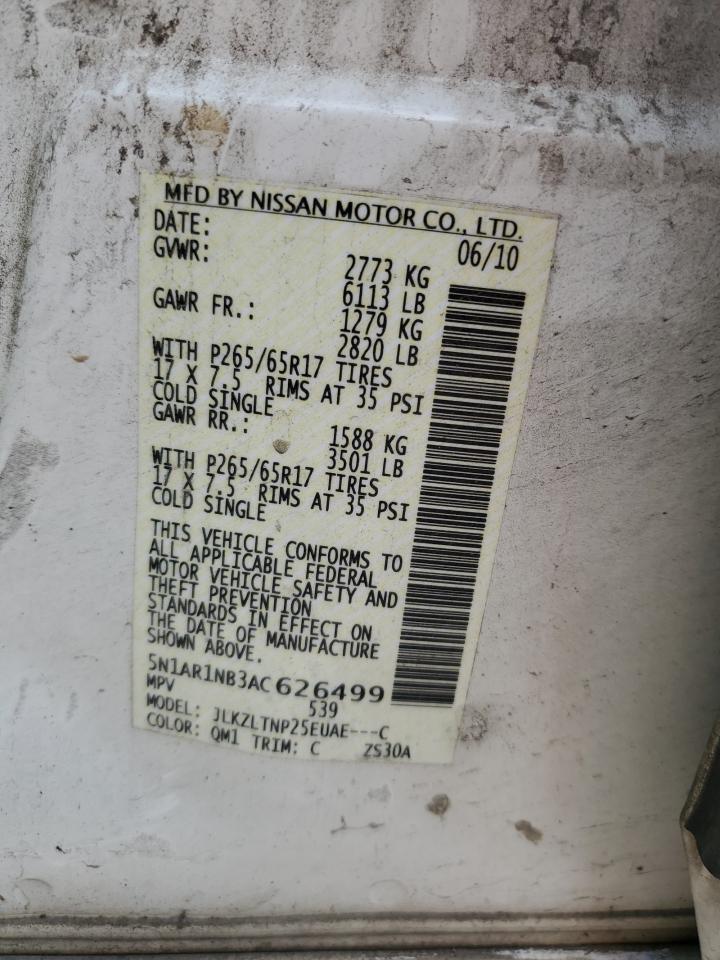 MFD BY NISSAN MOTOR CO., LTD.
DATE: 06/10
GVWR: 2773 KG
6113 LB
GAWR FR.: 1279 KG
2820 LB
WITH P265/65R17 TIRES
17 X 7.5 RIMS AT 35 PSI
COLD SINGLE
GAWR RR.: 1588 KG
3501 LB
WITH P265/65R17 TIRES
17 X 7.5 RIMS AT 35 PSI
COLD SINGLE
THIS VEHICLE CONFORMS TO
ALL APPLICABLE FEDERAL
MOTOR VEHICLE SAFETY AND
THEFT PREVENTION
STANDARDS IN EFFECT ON
THE DATE OF MANUFACTURE
SHOWN ABOVE.
5N1AR1NB3AC626499
MPV 539
MODEL: JLKZLTNP25EUAE---C
COLOR: QM1 TRIM: C ZS30A